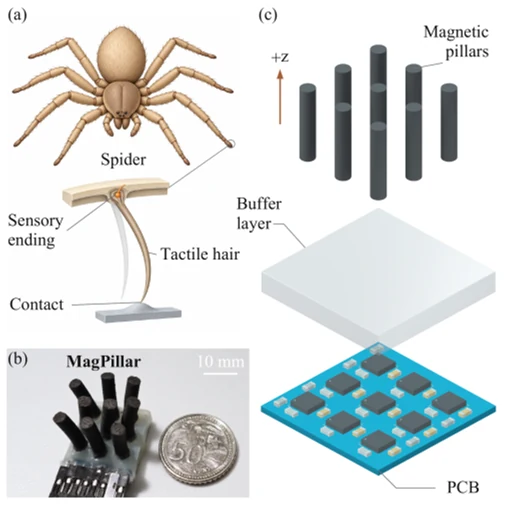 (a)
Spider
Sensory
ending
Tactile hair
Contact
(b)
MagPillar
10 mm
50
(c)
Magnetic
pillars
+z
Buffer
layer
PCB